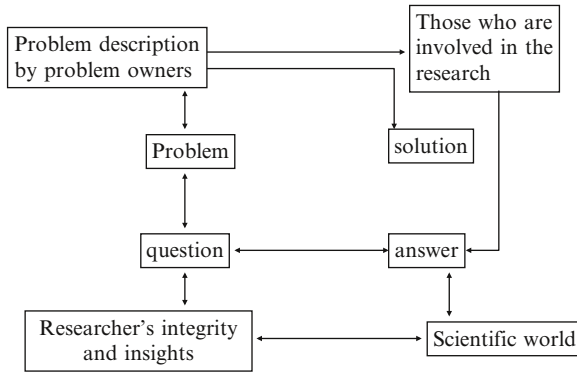 Problem description
by problem owners
Those who are
involved in the
research
Problem
solution
question
answer
Researcher's integrity
and insights
Scientific world